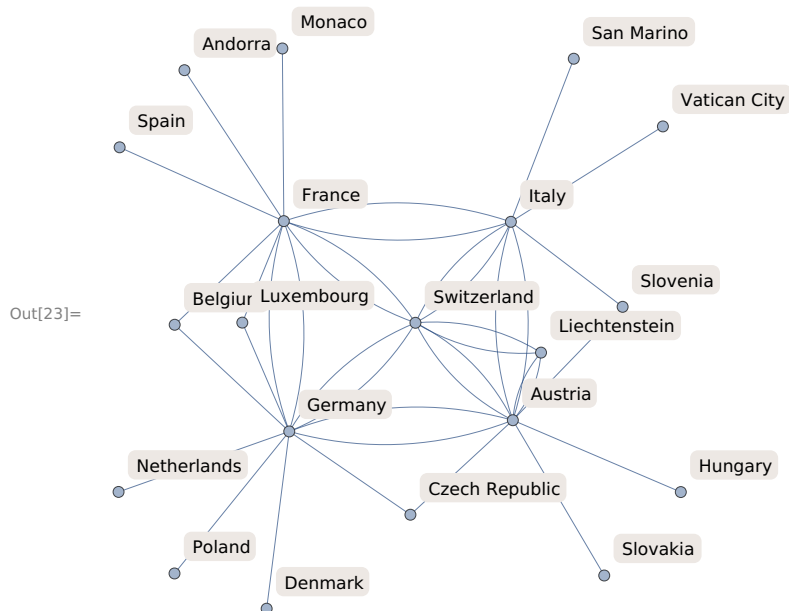 Monaco
San Marino
Andorra
Vatican City
Spain
France
Italy
Slovenia
Luxembourg
Switzerland
Out[23]=
Liechtenstein
Austria
Germany
Netherlands
Hungary
Czech Republic
Poland
Slovakia
Denmark